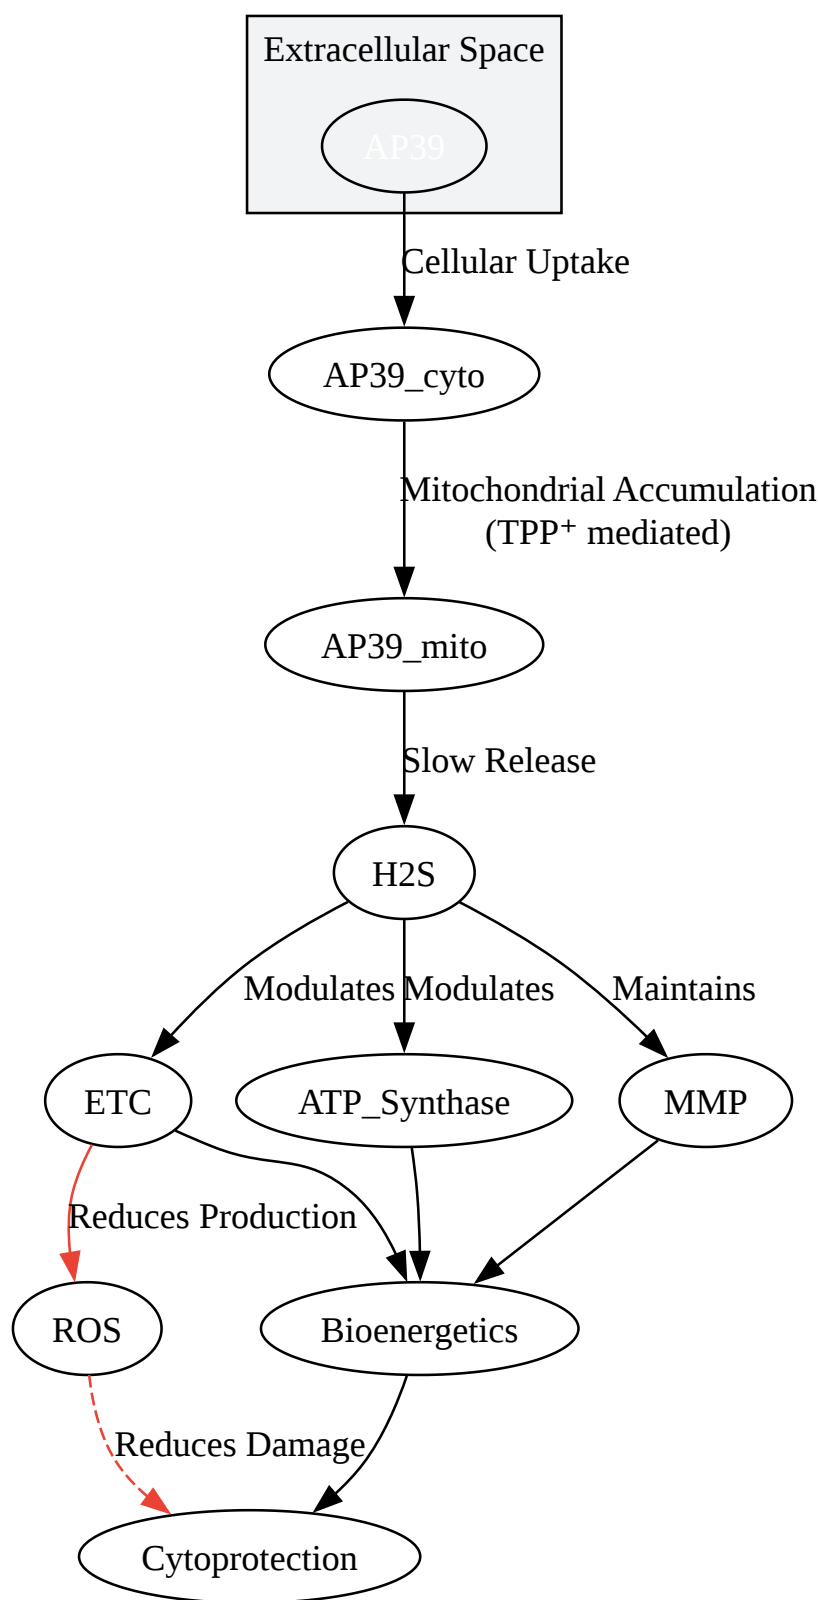 Extracellular Space
AP39
Cellular Uptake
AP39_cyto
Mitochondrial Accumulation
(TPP⁺ mediated)
AP39_mito
Slow Release
H2S
Modulates
Modulates
Maintains
ETC
ATP_Synthase
MMP
Reduces Production
ROS
Bioenergetics
Reduces Damage
Cytoprotection